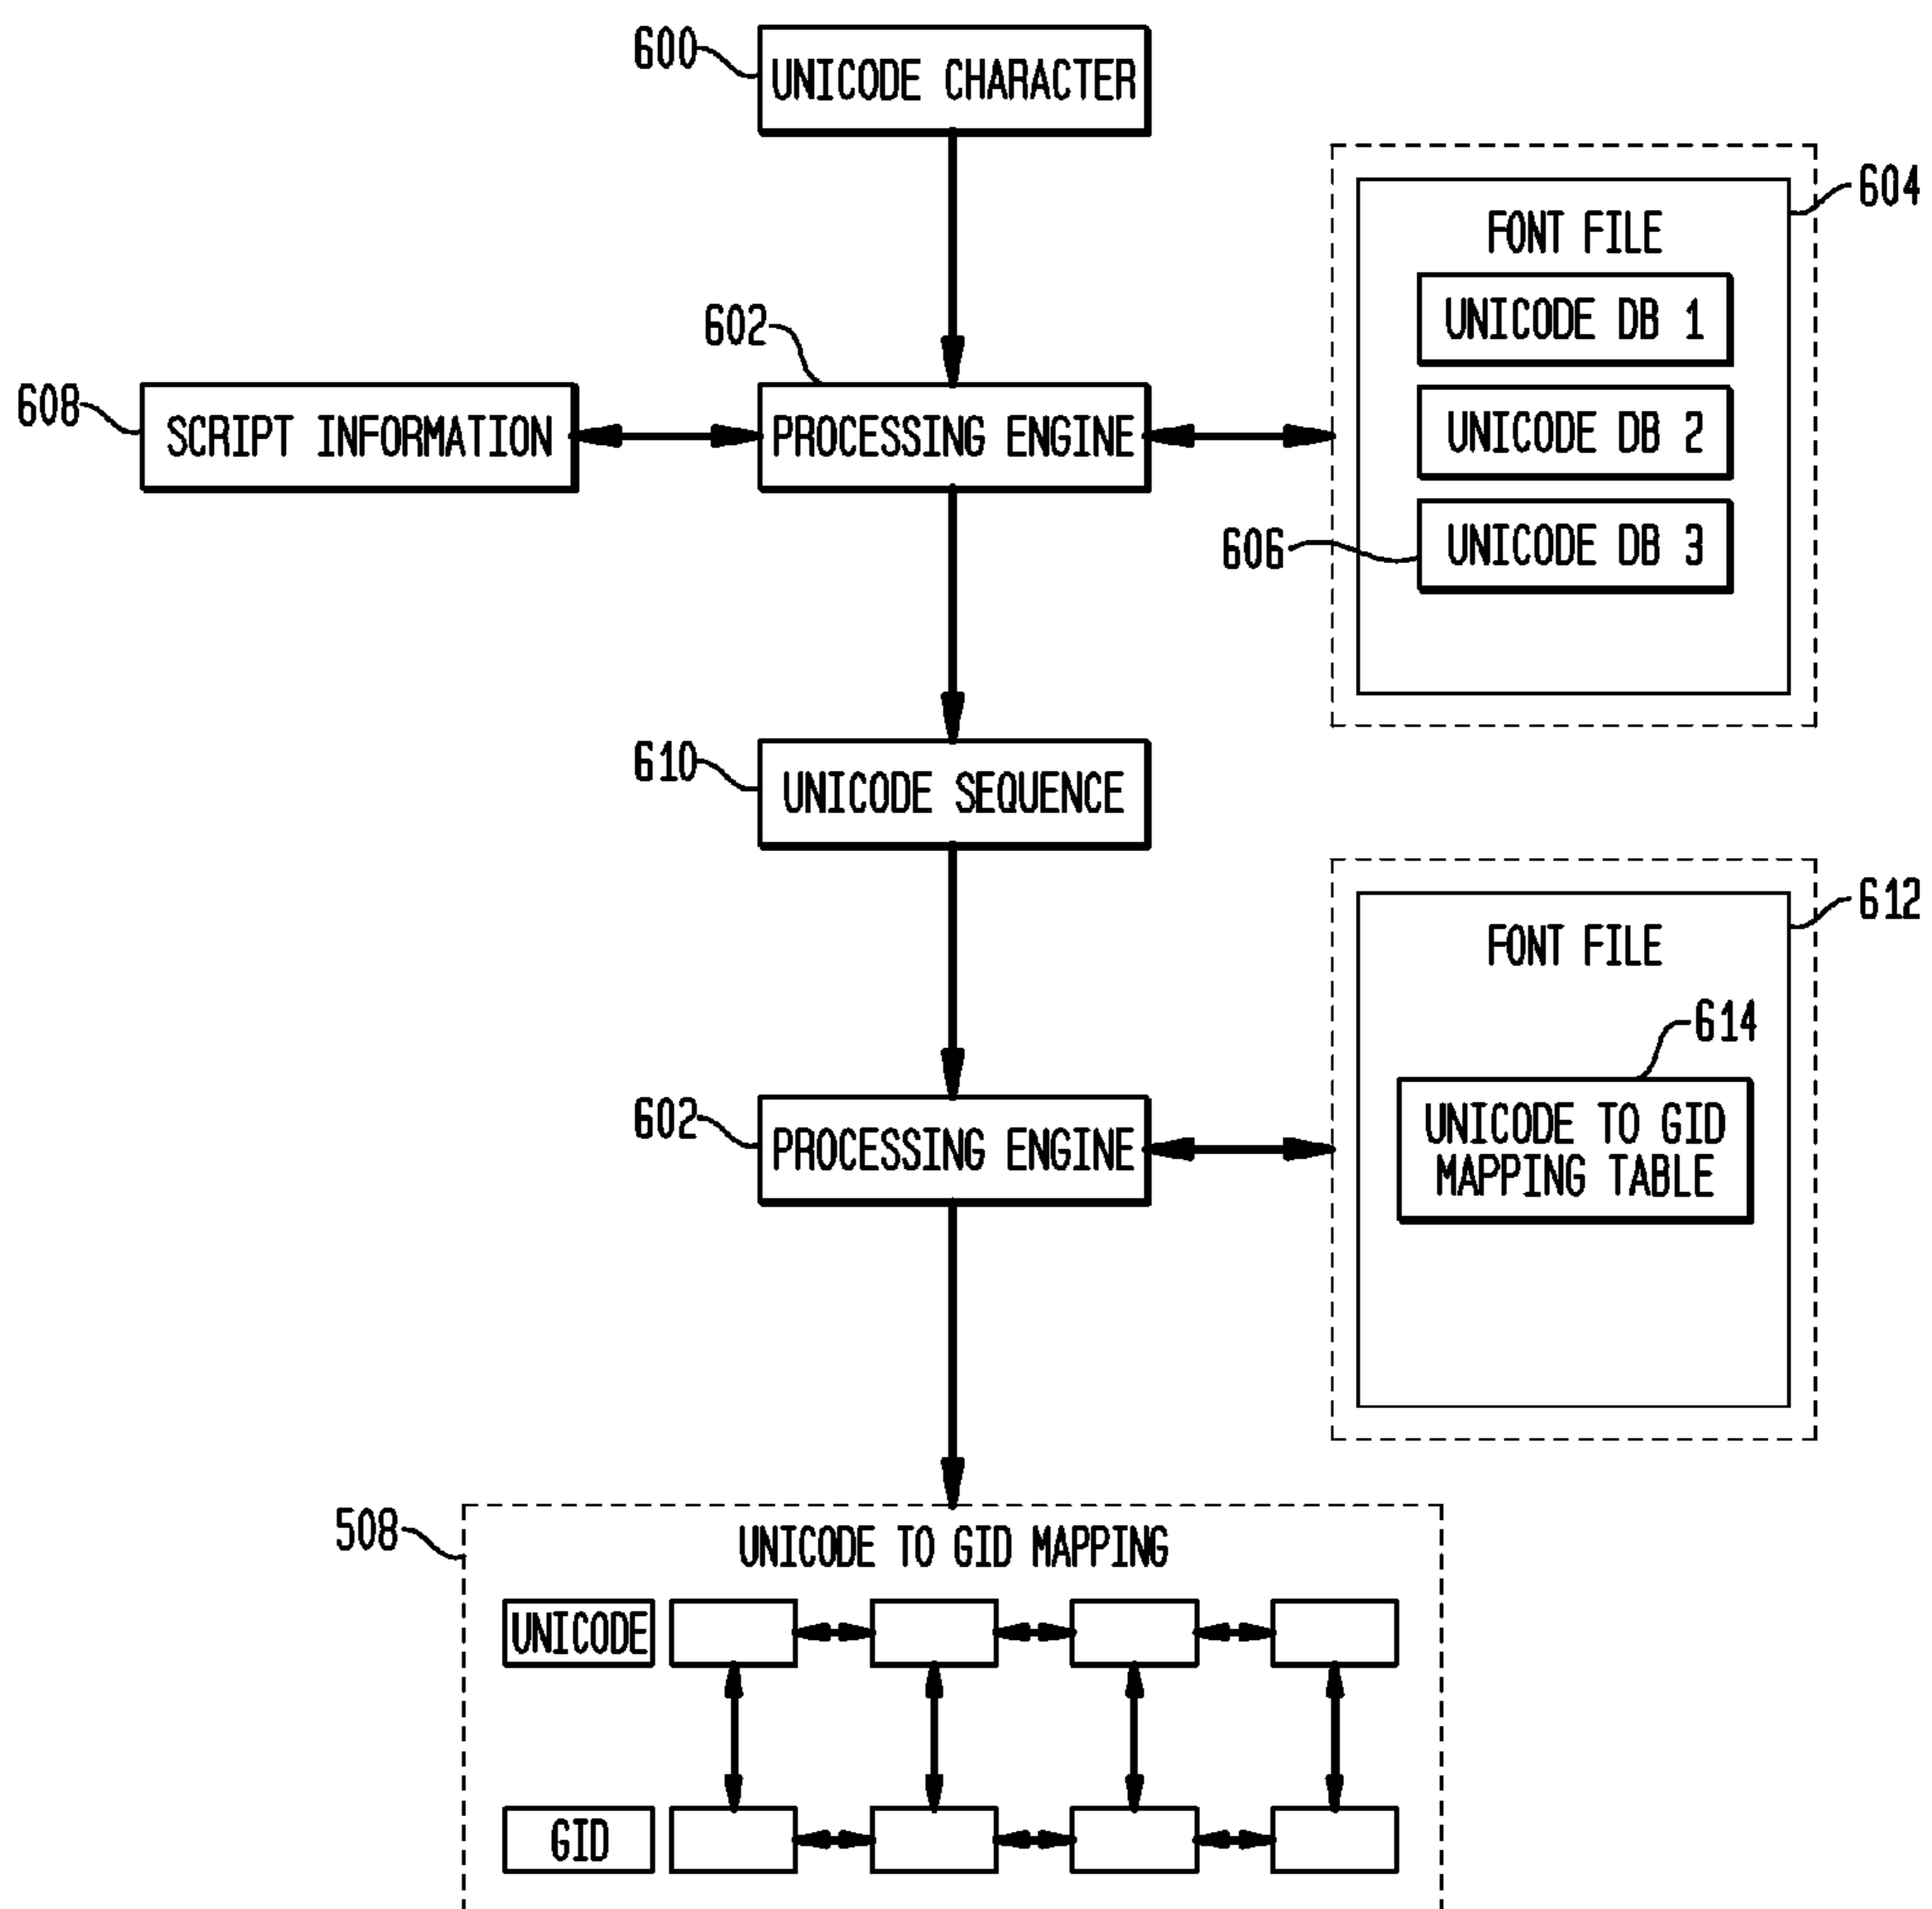 600
UNICODE CHARACTER
604
FONT FILE
UNICODE DB 1
602
608
SCRIPT INFORMATION
PROCESSING ENGINE
UNICODE DB 2
606
UNICODE DB 3
610
UNICODE SEQUENCE
612
FONT FILE
614
602
PROCESSING ENGINE
UNICODE TO GID
MAPPING TABLE
508
UNICODE TO GID MAPPING
UNICODE
GID